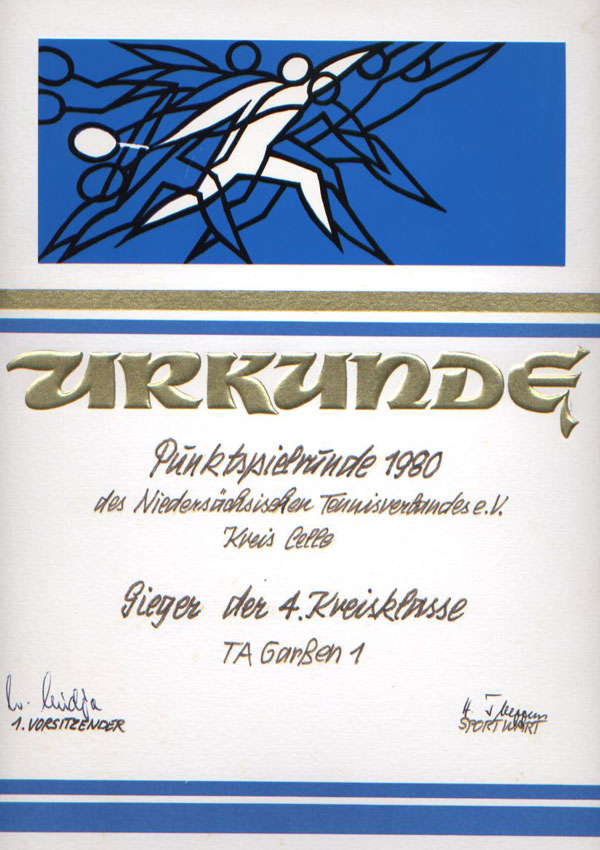 URKUNDE
Punktspielrunde 1980
des Niedersächsischen Tennisverbandes e.V.
Kreis Celle
Sieger der 4. Kreisklasse
TA Garßen 1
1. VORSITZENDER
SPORTWART